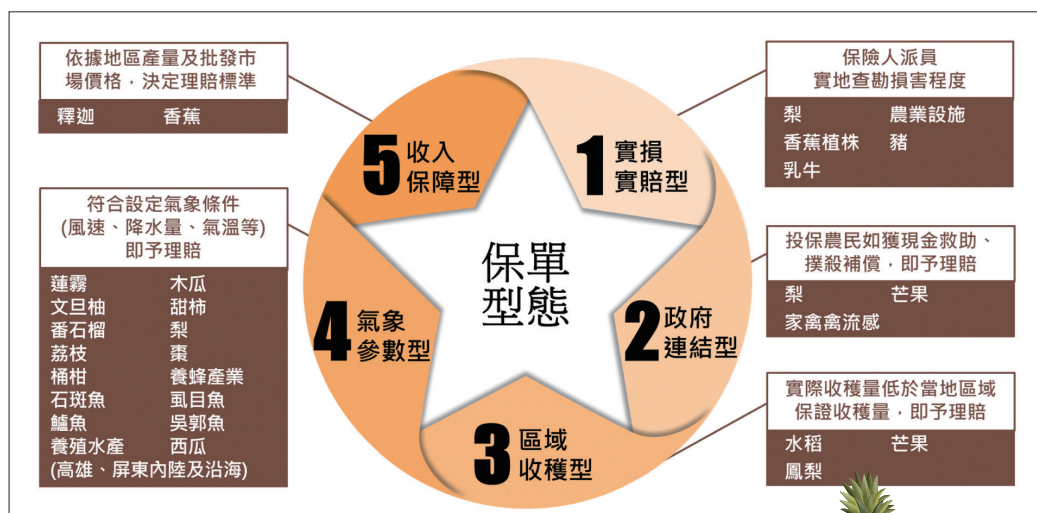 依據地區產量及批發市
場價格，決定理賠標準
釋迦 香蕉
5 收入
保障型
保險人派員
實地查勘損害程度
梨 農業設施
香蕉植株 豬
乳牛
1 實損
實賠型
符合設定氣象條件
(風速、降水量、氣溫等)
即予理賠
蓮霧 木瓜
文旦柚 甜柿
番石榴 梨
荔枝 棗
桶柑 養蜂產業
石斑魚 虱目魚
鱸魚 吳郭魚
養殖水產 西瓜
(高雄、屏東內陸及沿海)
4 氣象
參數型
保單
型態
投保農民如獲現金救助、
撲殺補償，即予理賠
梨 芒果
家禽禽流感
2 政府
連結型
實際收穫量低於當地區域
保證收穫量，即予理賠
水稻 芒果
鳳梨
3 區域
收穫型